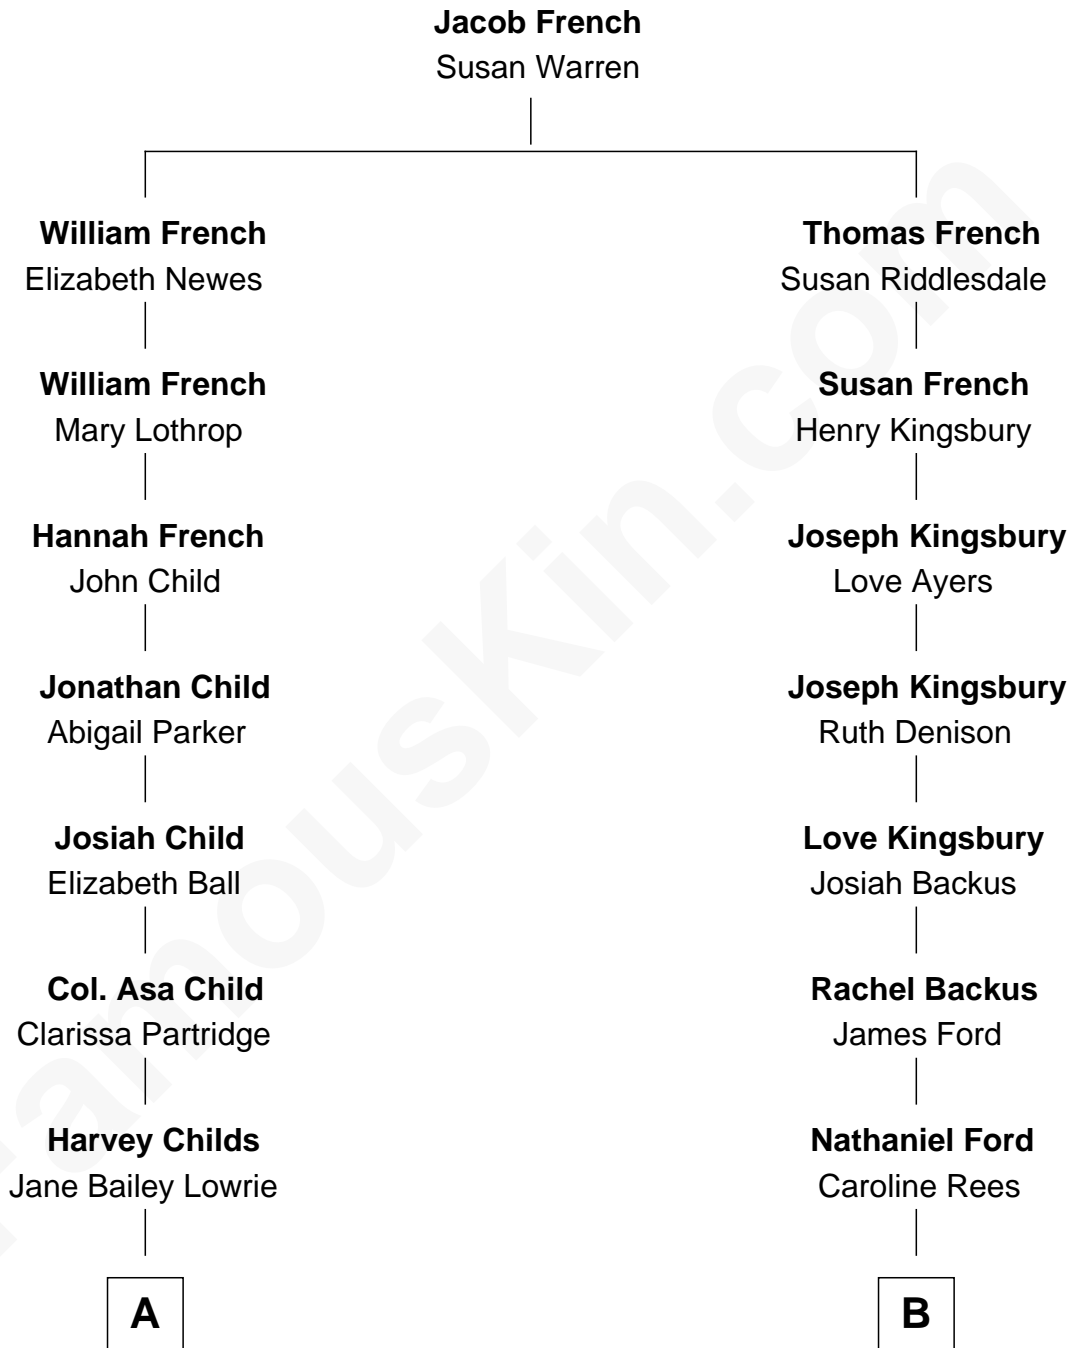 Jacob French
Susan Warren
William French
Elizabeth Newes
William French
Mary Lothrop
Hannah French
John Child
Jonathan Child
Abigail Parker
Josiah Child
Elizabeth Ball
Col. Asa Child
Clarissa Partridge
Harvey Childs
Jane Bailey Lowrie
A
Thomas French
Susan Riddlesdale
Susan French
Henry Kingsbury
Joseph Kingsbury
Love Ayers
Joseph Kingsbury
Ruth Denison
Love Kingsbury
Josiah Backus
Rachel Backus
James Ford
Nathaniel Ford
Caroline Rees
B
FamousKin.com